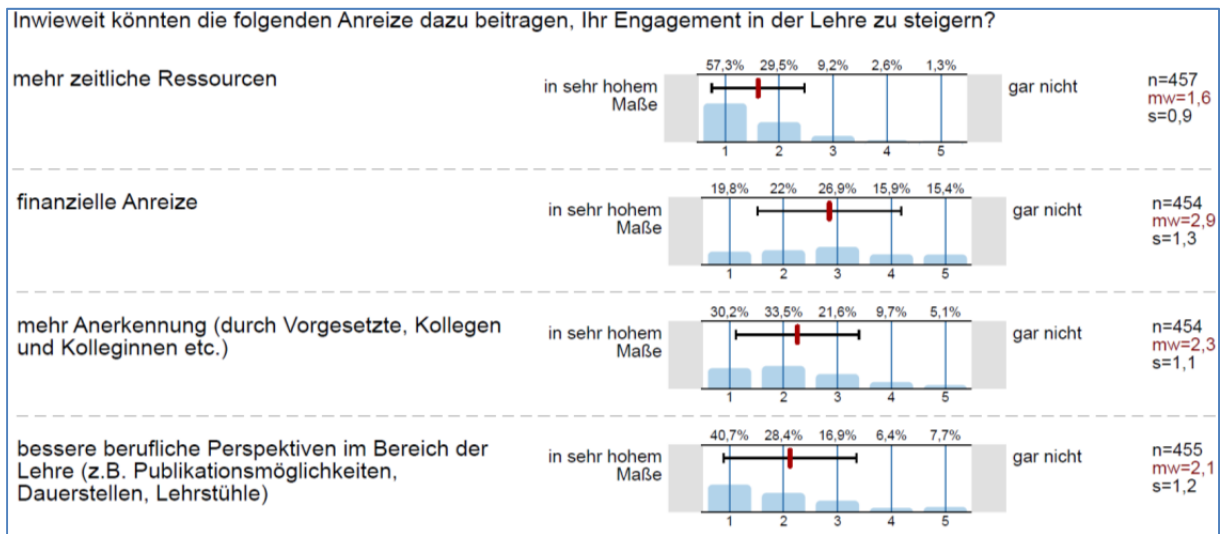 Inwieweit könnten die folgenden Anreize dazu beitragen, Ihr Engagement in der Lehre zu steigern?
mehr zeitliche Ressourcen
in sehr hohem
Maße
57,3% 29,5% 9,2% 2,6% 1,3%
1 2 3 4 5
gar nicht
n=457
mw=1,6
s=0,9
finanzielle Anreize
in sehr hohem
Maße
19,8% 22% 26,9% 15,9% 15,4%
1 2 3 4 5
gar nicht
n=454
mw=2,9
s=1,3
mehr Anerkennung (durch Vorgesetzte, Kollegen
und Kolleginnen etc.)
in sehr hohem
Maße
30,2% 33,5% 21,6% 9,7% 5,1%
1 2 3 4 5
gar nicht
n=454
mw=2,3
s=1,1
bessere berufliche Perspektiven im Bereich der
Lehre (z.B. Publikationsmöglichkeiten,
Dauerstellen, Lehrstühle)
in sehr hohem
Maße
40,7% 28,4% 16,9% 6,4% 7,7%
1 2 3 4 5
gar nicht
n=455
mw=2,1
s=1,2